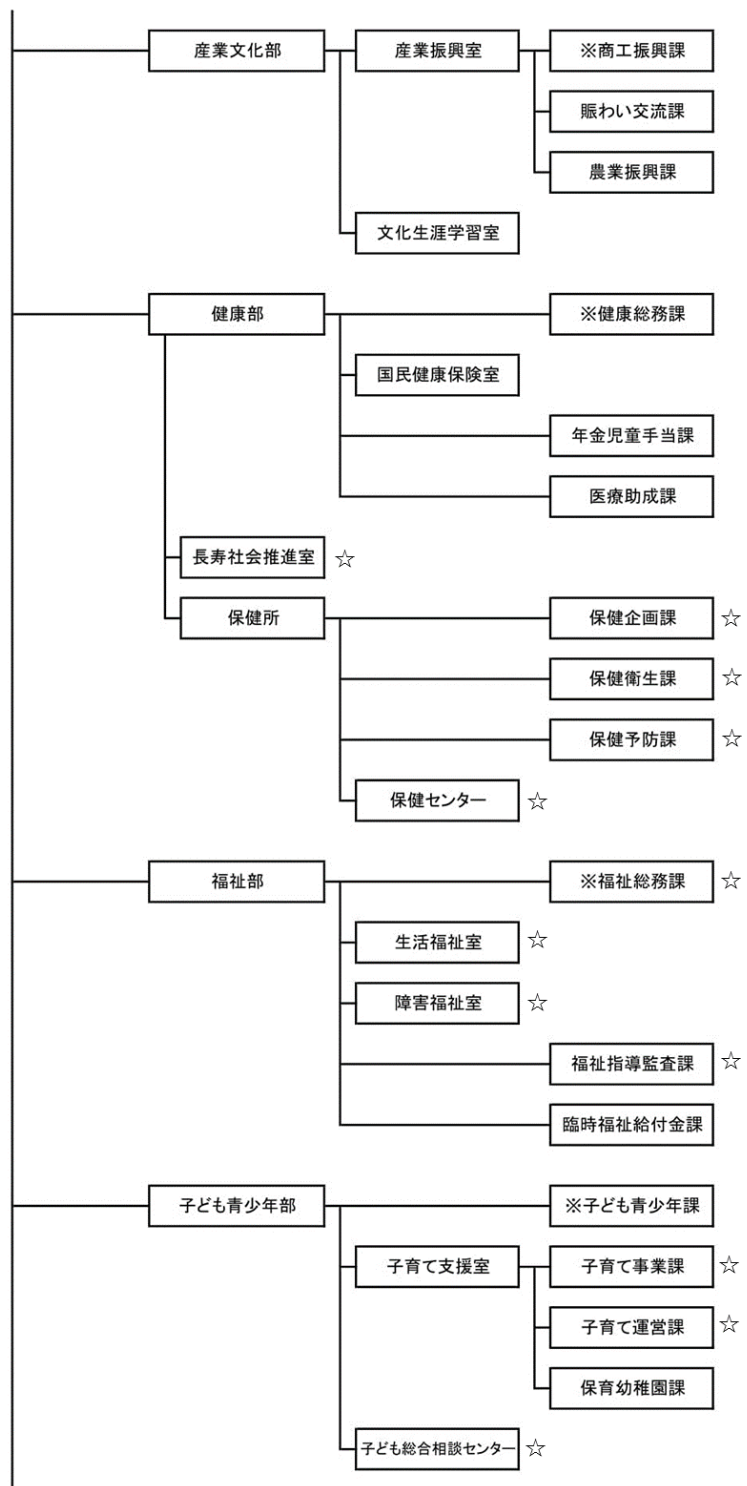 産業文化部 産業振興室 ※商工振興課
賑わい交流課
農業振興課
文化生涯学習室
健康部 ※健康総務課
国民健康保険室
年金児童手当課
医療助成課
長寿社会推進室 ☆
保健所 保健企画課 ☆
保健衛生課 ☆
保健予防課 ☆
保健センター ☆
福祉部 ※福祉総務課 ☆
生活福祉室 ☆
障害福祉室 ☆
福祉指導監査課 ☆
臨時福祉給付金課
子ども青少年部 ※子ども青少年課
子育て支援室 子育て事業課 ☆
子育て運営課 ☆
保育幼稚園課
子ども総合相談センター ☆